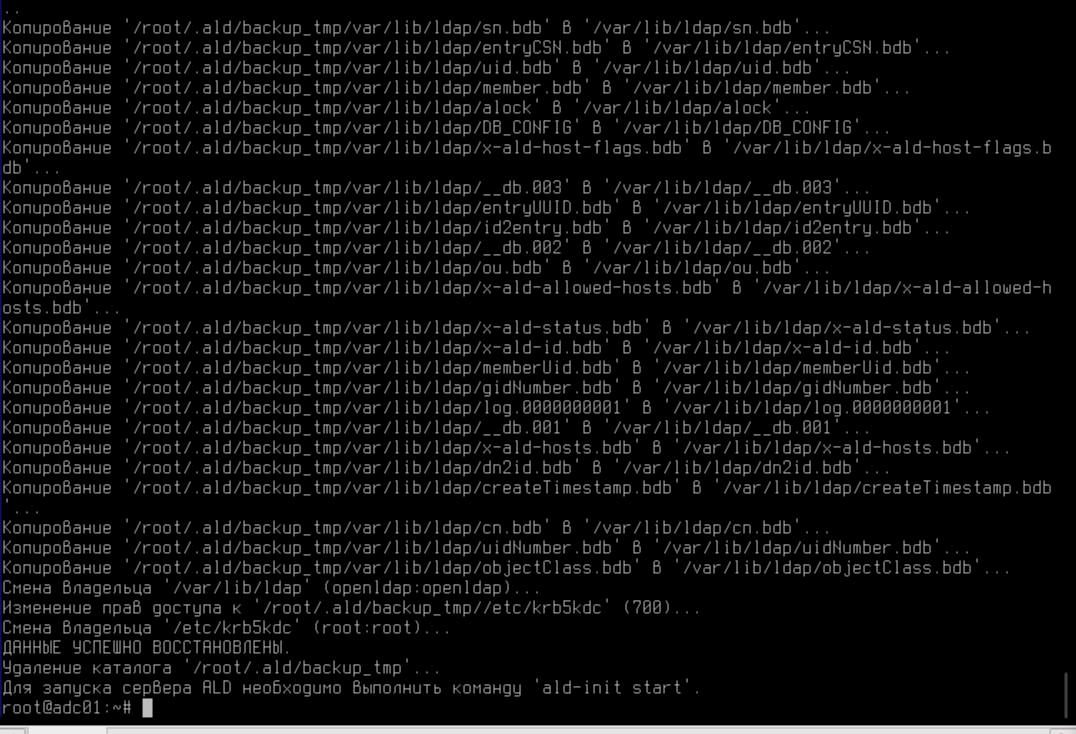 ..
Копирование '/root/.ald/backup_tmp/var/lib/ldap/sn.bdb' в '/var/lib/ldap/sn.bdb'...
Копирование '/root/.ald/backup_tmp/var/lib/ldap/entryCSN.bdb' в '/var/lib/ldap/entryCSN.bdb'...
Копирование '/root/.ald/backup_tmp/var/lib/ldap/uid.bdb' в '/var/lib/ldap/uid.bdb'...
Копирование '/root/.ald/backup_tmp/var/lib/ldap/member.bdb' в '/var/lib/ldap/member.bdb'...
Копирование '/root/.ald/backup_tmp/var/lib/ldap/alock' в '/var/lib/ldap/alock'...
Копирование '/root/.ald/backup_tmp/var/lib/ldap/DB_CONFIG' в '/var/lib/ldap/DB_CONFIG'...
Копирование '/root/.ald/backup_tmp/var/lib/ldap/x-ald-host-flags.bdb' в '/var/lib/ldap/x-ald-host-flags.b
db'...
Копирование '/root/.ald/backup_tmp/var/lib/ldap/__db.003' в '/var/lib/ldap/__db.003'...
Копирование '/root/.ald/backup_tmp/var/lib/ldap/entryUUID.bdb' в '/var/lib/ldap/entryUUID.bdb'...
Копирование '/root/.ald/backup_tmp/var/lib/ldap/id2entry.bdb' в '/var/lib/ldap/id2entry.bdb'...
Копирование '/root/.ald/backup_tmp/var/lib/ldap/__db.002' в '/var/lib/ldap/__db.002'...
Копирование '/root/.ald/backup_tmp/var/lib/ldap/ou.bdb' в '/var/lib/ldap/ou.bdb'...
Копирование '/root/.ald/backup_tmp/var/lib/ldap/x-ald-allowed-hosts.bdb' в '/var/lib/ldap/x-ald-allowed-h
osts.bdb'...
Копирование '/root/.ald/backup_tmp/var/lib/ldap/x-ald-status.bdb' в '/var/lib/ldap/x-ald-status.bdb'...
Копирование '/root/.ald/backup_tmp/var/lib/ldap/x-ald-id.bdb' в '/var/lib/ldap/x-ald-id.bdb'...
Копирование '/root/.ald/backup_tmp/var/lib/ldap/memberUid.bdb' в '/var/lib/ldap/memberUid.bdb'...
Копирование '/root/.ald/backup_tmp/var/lib/ldap/gidNumber.bdb' в '/var/lib/ldap/gidNumber.bdb'...
Копирование '/root/.ald/backup_tmp/var/lib/ldap/log.0000000001' в '/var/lib/ldap/log.0000000001'...
Копирование '/root/.ald/backup_tmp/var/lib/ldap/__db.001' в '/var/lib/ldap/__db.001'...
Копирование '/root/.ald/backup_tmp/var/lib/ldap/x-ald-hosts.bdb' в '/var/lib/ldap/x-ald-hosts.bdb'...
Копирование '/root/.ald/backup_tmp/var/lib/ldap/dn2id.bdb' в '/var/lib/ldap/dn2id.bdb'...
Копирование '/root/.ald/backup_tmp/var/lib/ldap/createTimestamp.bdb' в '/var/lib/ldap/createTimestamp.bdb
'...
Копирование '/root/.ald/backup_tmp/var/lib/ldap/cn.bdb' в '/var/lib/ldap/cn.bdb'...
Копирование '/root/.ald/backup_tmp/var/lib/ldap/uidNumber.bdb' в '/var/lib/ldap/uidNumber.bdb'...
Копирование '/root/.ald/backup_tmp/var/lib/ldap/objectClass.bdb' в '/var/lib/ldap/objectClass.bdb'...
Смена владельца '/var/lib/ldap' (openldap:openldap)...
Изменение прав доступа к '/root/.ald/backup_tmp//etc/krb5kdc' (700)...
Смена владельца '/etc/krb5kdc' (root:root)...
ДАННЫЕ УСПЕШНО ВОССТАНОВЛЕНЫ.
Удаление каталога '/root/.ald/backup_tmp'...
Для запуска сервера ALD необходимо выполнить команду 'ald-init start'.
root@adc01:~#